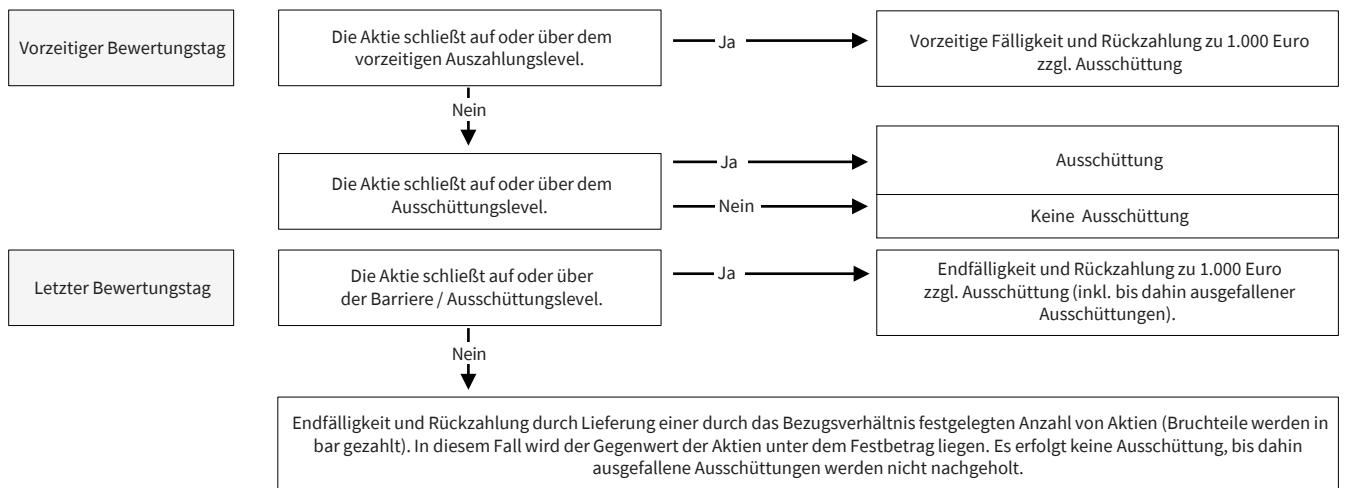 Vorzeitiger Bewertungstag
Die Aktie schließt auf oder über dem
vorzeitigen Auszahlungslevel.
Ja
Vorzeitige Fälligkeit und Rückzahlung zu 1.000 Euro
zzgl. Ausschüttung
Nein
Die Aktie schließt auf oder über dem
Ausschüttungslevel.
Ja
Ausschüttung
Nein
Keine Ausschüttung
Letzter Bewertungstag
Die Aktie schließt auf oder über
der Barriere / Ausschüttungslevel.
Ja
Endfälligkeit und Rückzahlung zu 1.000 Euro
zzgl. Ausschüttung (inkl. bis dahin ausgefallener
Ausschüttungen).
Nein
Endfälligkeit und Rückzahlung durch Lieferung einer durch das Bezugsverhältnis festgelegten Anzahl von Aktien (Bruchteile werden in
bar gezahlt). In diesem Fall wird der Gegenwert der Aktien unter dem Festbetrag liegen. Es erfolgt keine Ausschüttung, bis dahin
ausgefallene Ausschüttungen werden nicht nachgeholt.